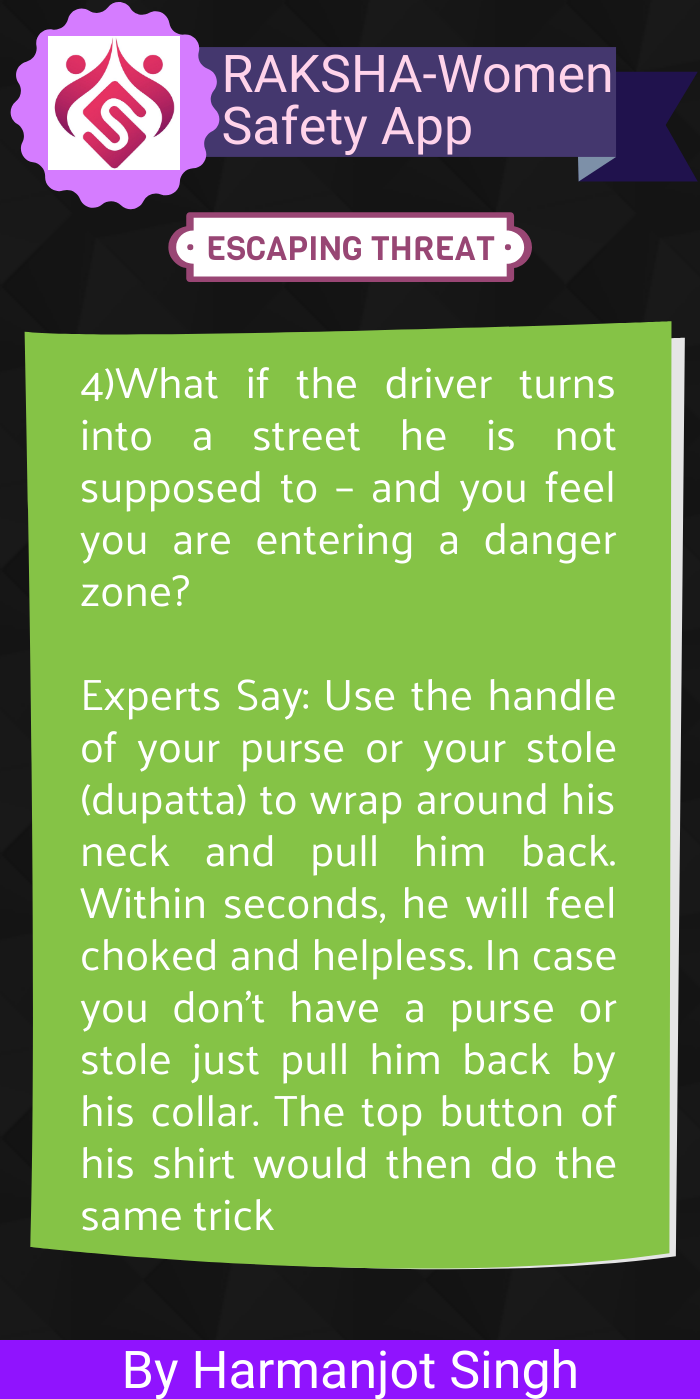 RAKSHA-Women
Safety App
ESCAPING THREAT
4)What if the driver turns
into a street he is not
supposed to – and you feel
you are entering a danger
zone?
Experts Say: Use the handle
of your purse or your stole
(dupatta) to wrap around his
neck and pull him back.
Within seconds, he will feel
choked and helpless. In case
you don’t have a purse or
stole just pull him back by
his collar. The top button of
his shirt would then do the
same trick
By Harmanjot Singh